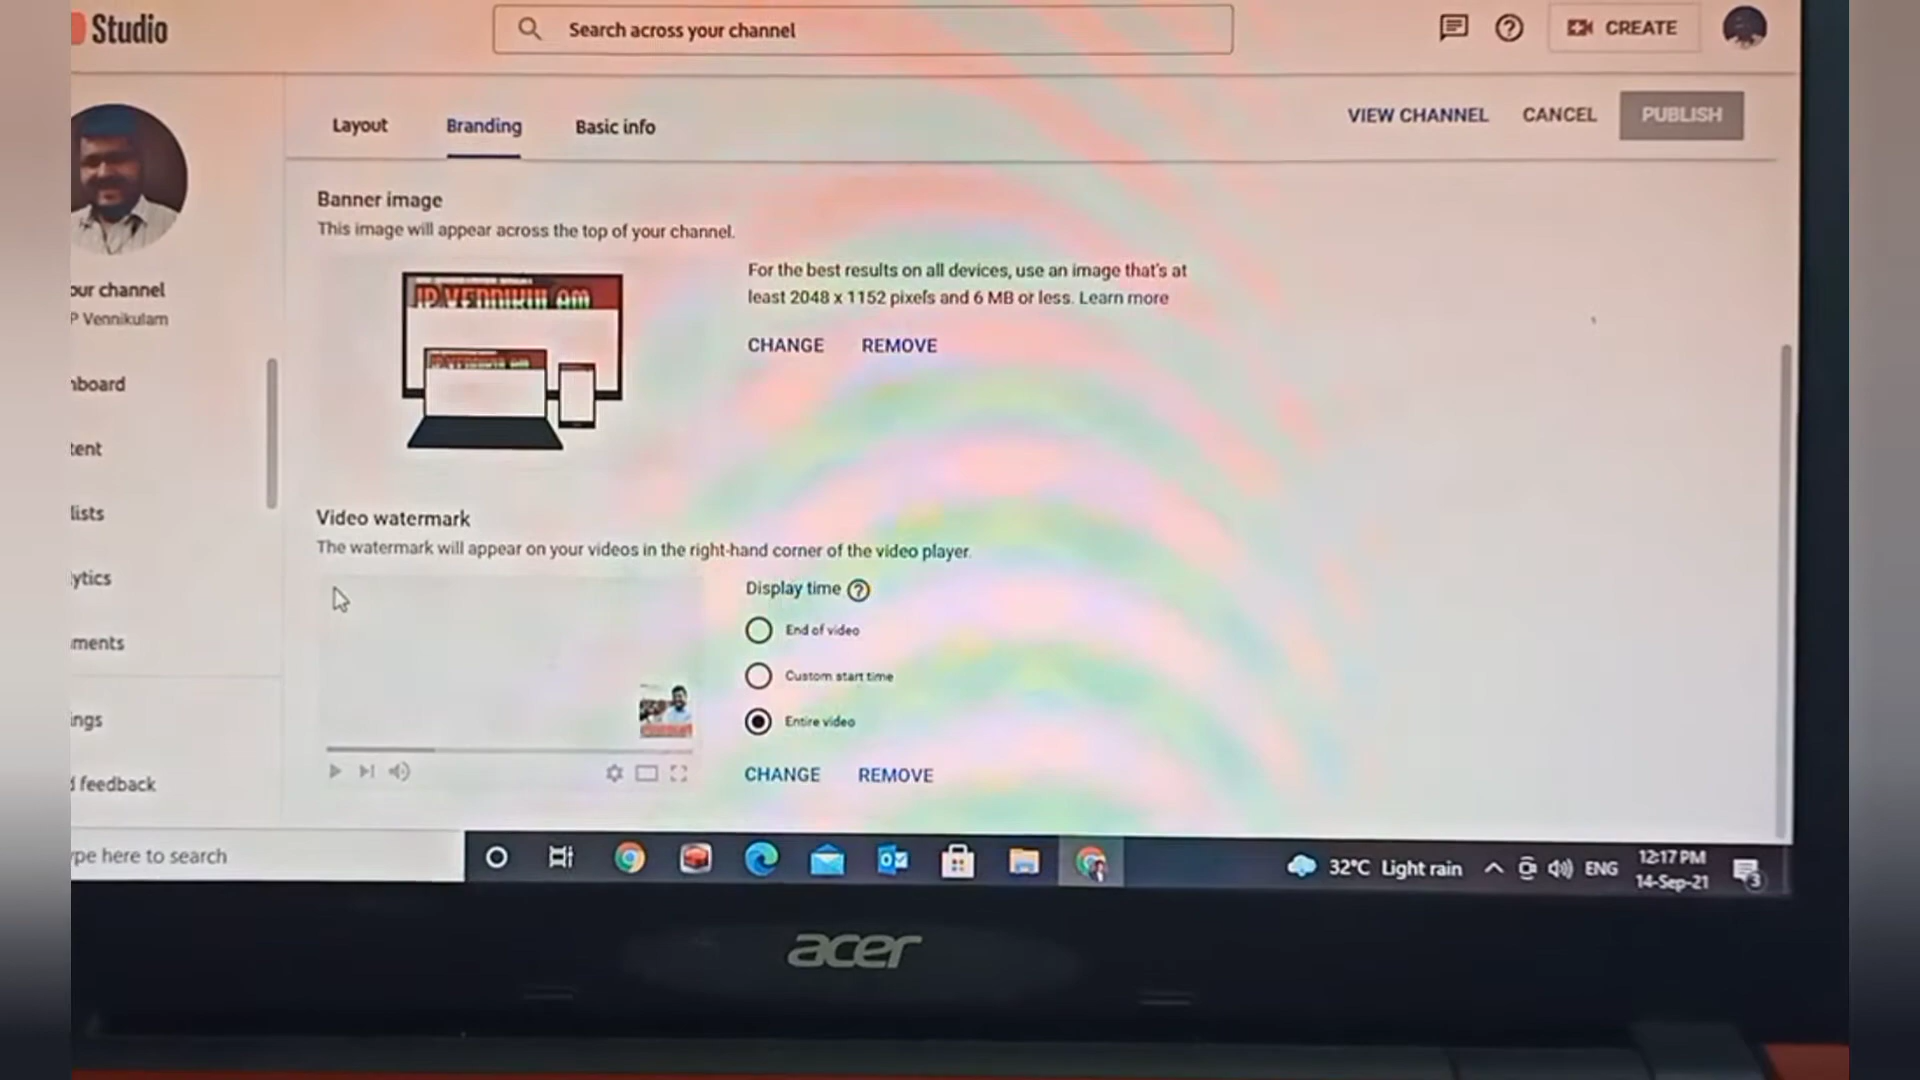 Studio
Search across your channel
CREATE
Layout
Branding
Basic info
VIEW CHANNEL
CANCEL
PUBLISH
our channel
P Vennikulam
nboard
tent
lists
ytics
ments
ings
d feedback
Banner image
This image will appear across the top of your channel.
For the best results on all devices, use an image that's at
least 2048 x 1152 pixels and 6 MB or less. Learn more
CHANGE REMOVE
Video watermark
The watermark will appear on your videos in the right-hand corner of the video player.
Display time
End of video
Custom start time
Entire video
CHANGE REMOVE
ype here to search
32°C Light rain
ENG
12:17 PM
14-Sep-21
3
acer